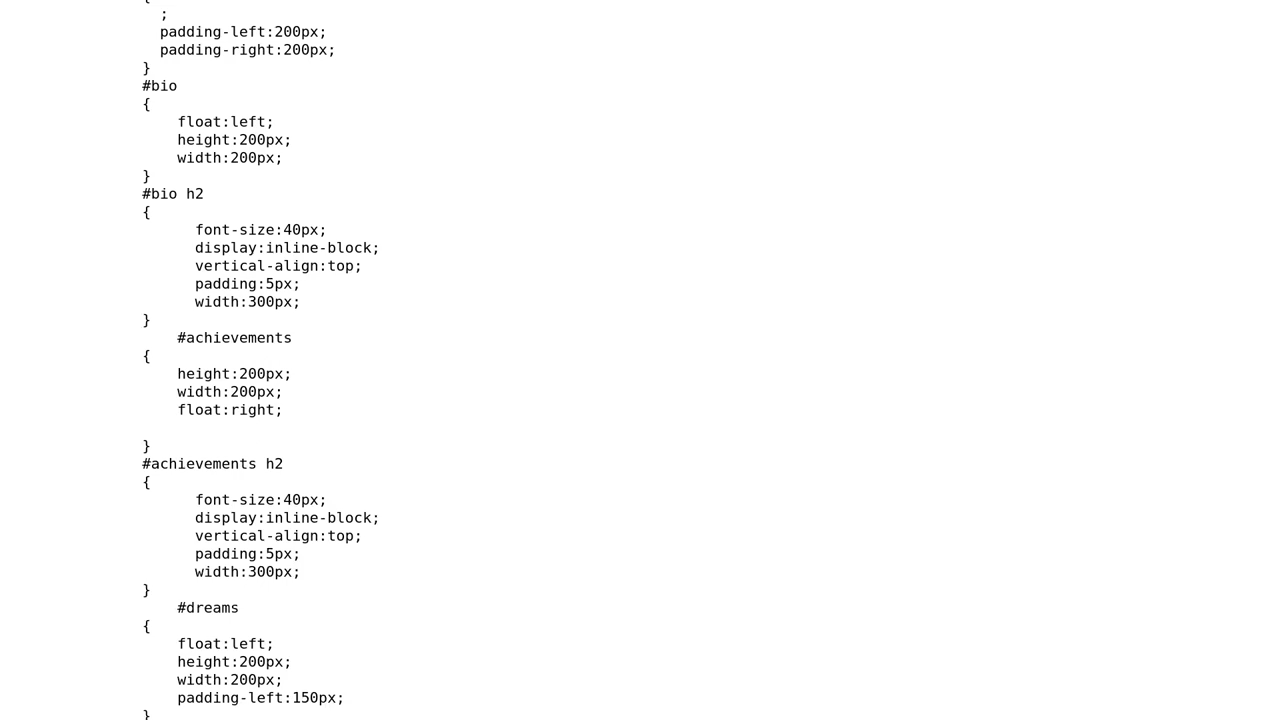 {
  ;
  padding-left:200px;
  padding-right:200px;
}
#bio
{
    float:left;
    height:200px;
    width:200px;
}
#bio h2
{
      font-size:40px;
      display:inline-block;
      vertical-align:top;
      padding:5px;
      width:300px;
}
    #achievements
{
    height:200px;
    width:200px;
    float:right;

}
#achievements h2
{
      font-size:40px;
      display:inline-block;
      vertical-align:top;
      padding:5px;
      width:300px;
}
    #dreams
{
    float:left;
    height:200px;
    width:200px;
    padding-left:150px;
}